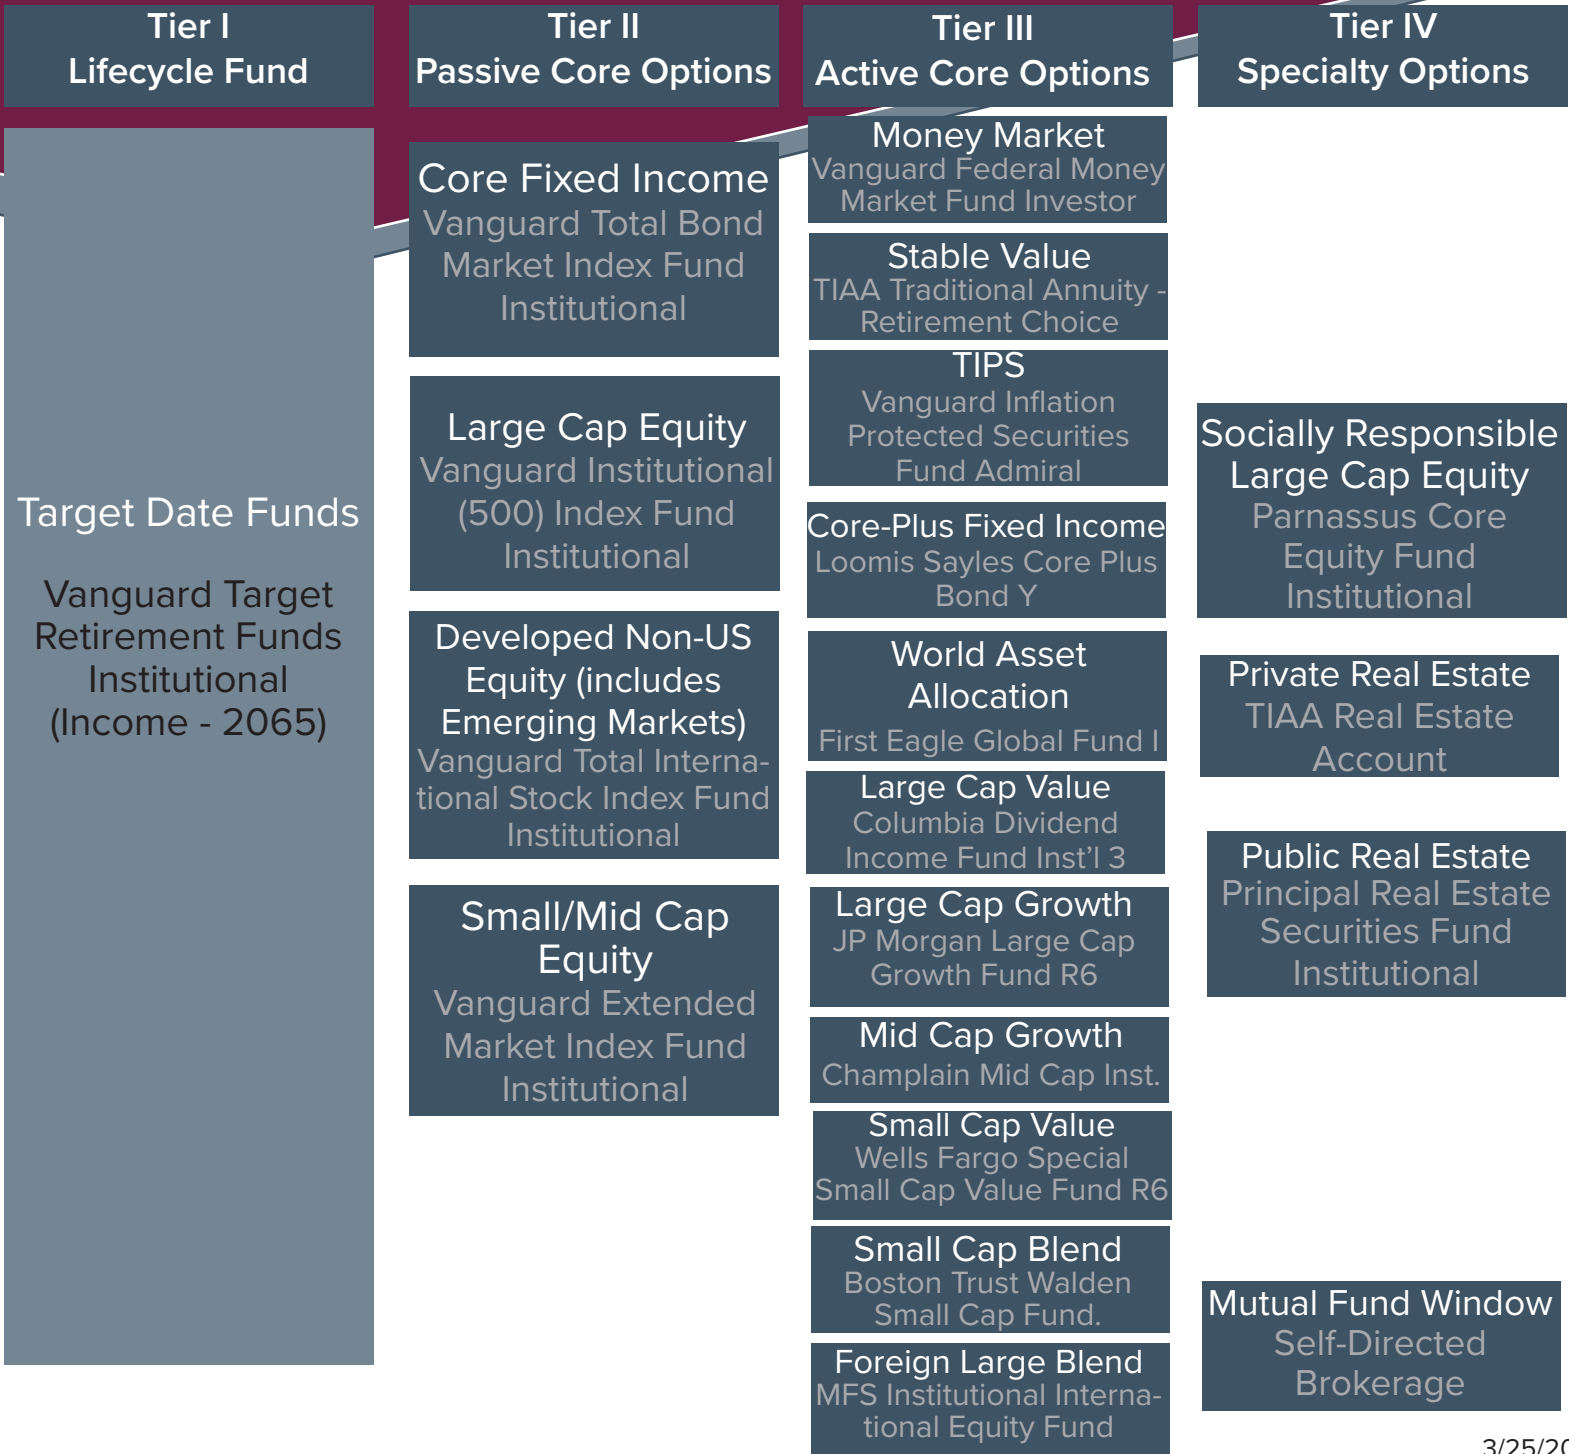 Tier I
Lifecycle Fund
Target Date Funds
Vanguard Target
Retirement Funds
Institutional
(Income - 2065)
Tier II
Passive Core Options
Core Fixed Income
Vanguard Total Bond
Market Index Fund
Institutional
Large Cap Equity
Vanguard Institutional
(500) Index Fund
Institutional
Developed Non-US
Equity (includes
Emerging Markets)
Vanguard Total Interna-
tional Stock Index Fund
Institutional
Small/Mid Cap
Equity
Vanguard Extended
Market Index Fund
Institutional
Tier III
Active Core Options
Money Market
Vanguard Federal Money
Market Fund Investor
Stable Value
TIAA Traditional Annuity -
Retirement Choice
TIPS
Vanguard Inflation
Protected Securities
Fund Admiral
Core-Plus Fixed Income
Loomis Sayles Core Plus
Bond Y
World Asset
Allocation
First Eagle Global Fund I
Large Cap Value
Columbia Dividend
Income Fund Inst'l 3
Large Cap Growth
JP Morgan Large Cap
Growth Fund R6
Mid Cap Growth
Champlain Mid Cap Inst.
Small Cap Value
Wells Fargo Special
Small Cap Value Fund R6
Small Cap Blend
Boston Trust Walden
Small Cap Fund.
Foreign Large Blend
MFS Institutional Interna-
tional Equity Fund
Tier IV
Specialty Options
Socially Responsible
Large Cap Equity
Parnassus Core
Equity Fund
Institutional
Private Real Estate
TIAA Real Estate
Account
Public Real Estate
Principal Real Estate
Securities Fund
Institutional
Mutual Fund Window
Self-Directed
Brokerage